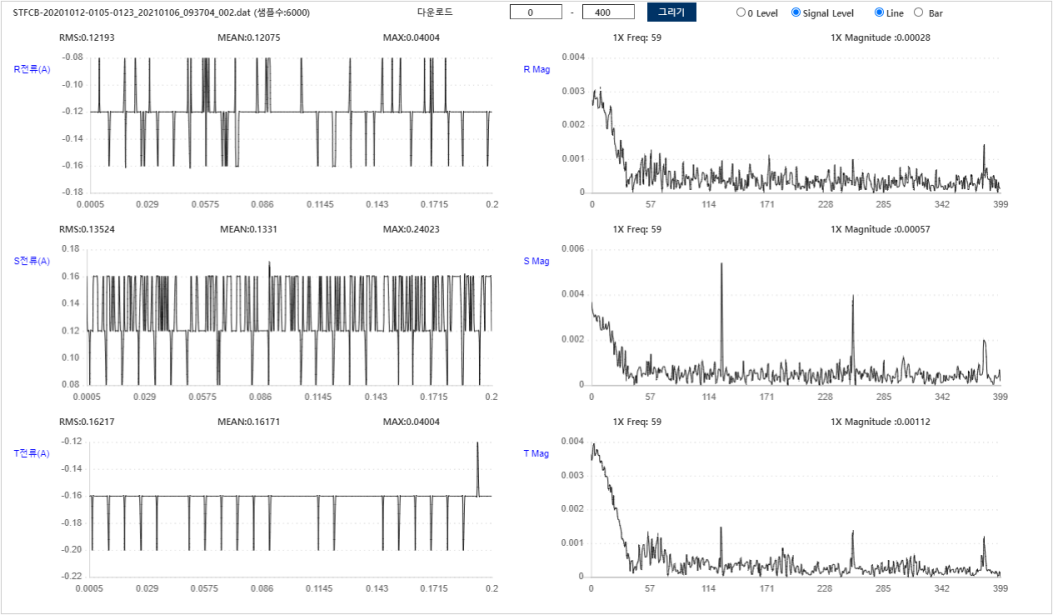 STFCB-20201012-0105-0123_20210106_093704_002.dat (샘플수:6000) 다운로드 0 - 400 그리기 0 Level Signal Level Line Bar
RMS:0.12193 MEAN:0.12075 MAX:0.04004 1X Freq: 59 1X Magnitude :0.00028
R전류(A) R Mag
-0.08
-0.10
-0.12
-0.14
-0.16
-0.18
0.0005 0.029 0.0575 0.086 0.1145 0.143 0.1715 0.2
0.004
0.003
0.002
0.001
0
0 57 114 171 228 285 342 399
RMS:0.13524 MEAN:0.1331 MAX:0.24023 1X Freq: 59 1X Magnitude :0.00057
S전류(A) S Mag
0.18
0.16
0.14
0.12
0.10
0.08
0.0005 0.029 0.0575 0.086 0.1145 0.143 0.1715 0.2
0.006
0.004
0.002
0
0 57 114 171 228 285 342 399
RMS:0.16217 MEAN:0.16171 MAX:0.04004 1X Freq: 59 1X Magnitude :0.00112
T전류(A) T Mag
-0.12
-0.14
-0.16
-0.18
-0.20
-0.22
0.0005 0.029 0.0575 0.086 0.1145 0.143 0.1715 0.2
0.004
0.003
0.002
0.001
0
0 57 114 171 228 285 342 399